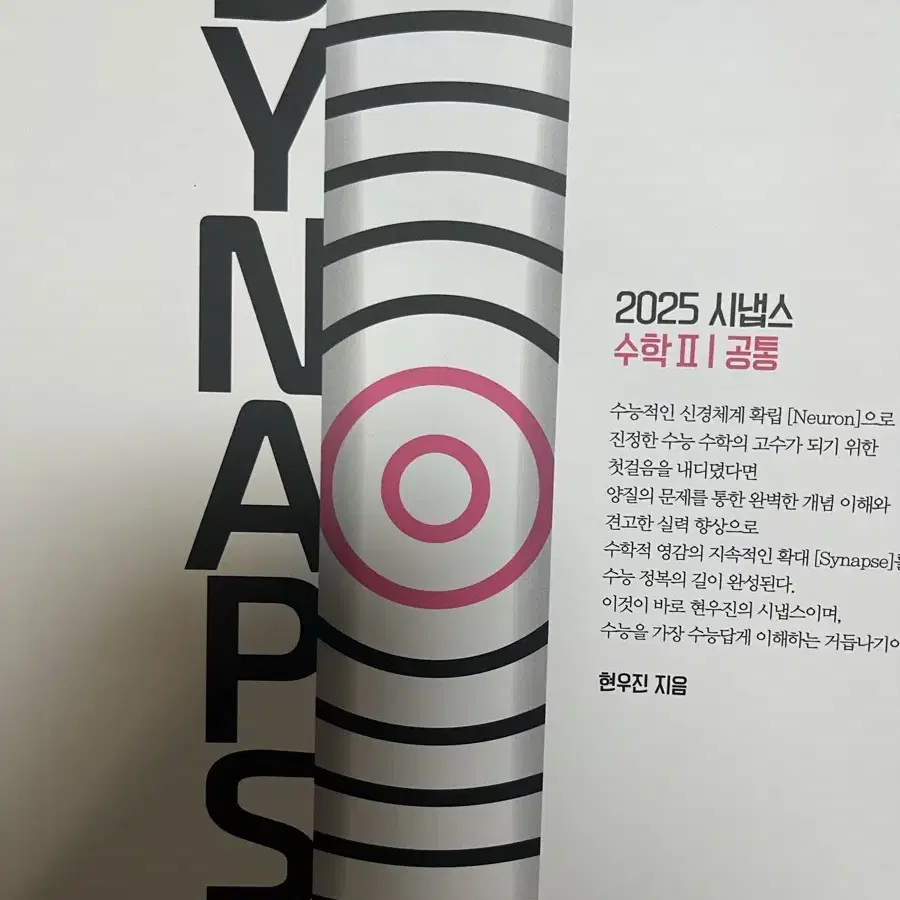 SYNAPS
2025 시냅스
수학 II | 공통
수능적인 신경체계 확립 [Neuron]으로
진정한 수능 수학의 고수가 되기 위한
첫걸음을 내디뎠다면
양질의 문제를 통한 완벽한 개념 이해와
견고한 실력 향상으로
수학적 영감의 지속적인 확대 [Synapse]를
수능 정복의 길이 완성된다.
이것이 바로 현우진의 시냅스이며,
수능을 가장 수능답게 이해하는 거듭나기
현우진 지음